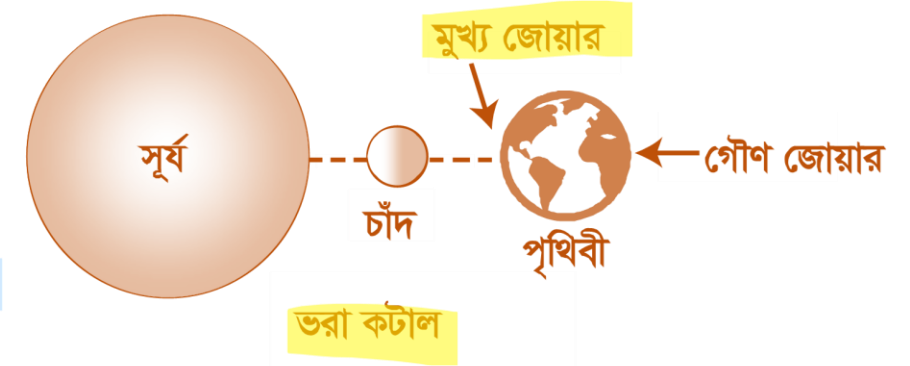 মুখ্য জোয়ার
সূর্য
গৌণ জোয়ার
চাঁদ
পৃথিবী
ভরা কটাল